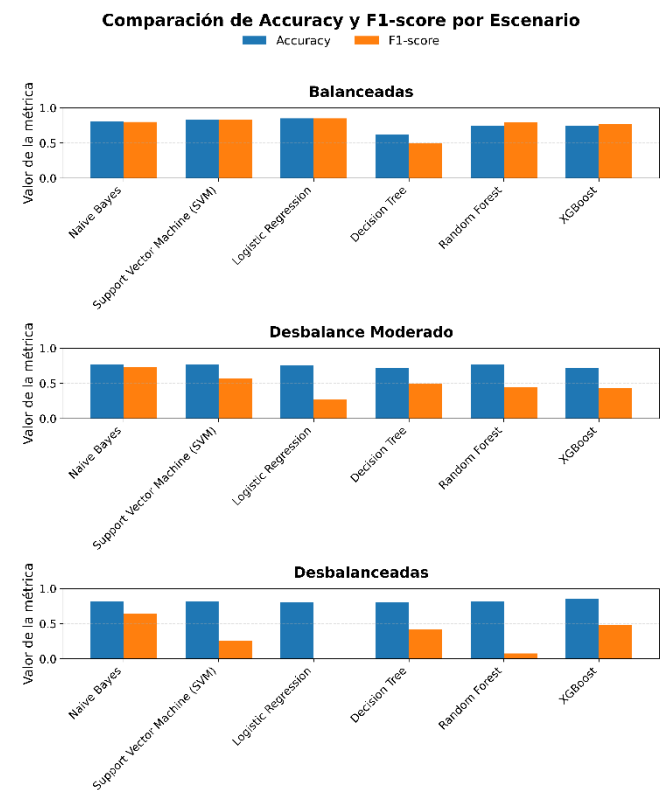 Comparación de Accuracy y F1-score por Escenario
Accuracy F1-score
Balanceadas
Valor de la métrica
1.0
0.5
0.0
Naive Bayes
Support Vector Machine (SVM)
Logistic Regression
Decision Tree
Random Forest
XGBoost
Desbalance Moderado
Valor de la métrica
1.0
0.5
0.0
Naive Bayes
Support Vector Machine (SVM)
Logistic Regression
Decision Tree
Random Forest
XGBoost
Desbalanceadas
Valor de la métrica
1.0
0.5
0.0
Naive Bayes
Support Vector Machine (SVM)
Logistic Regression
Decision Tree
Random Forest
XGBoost